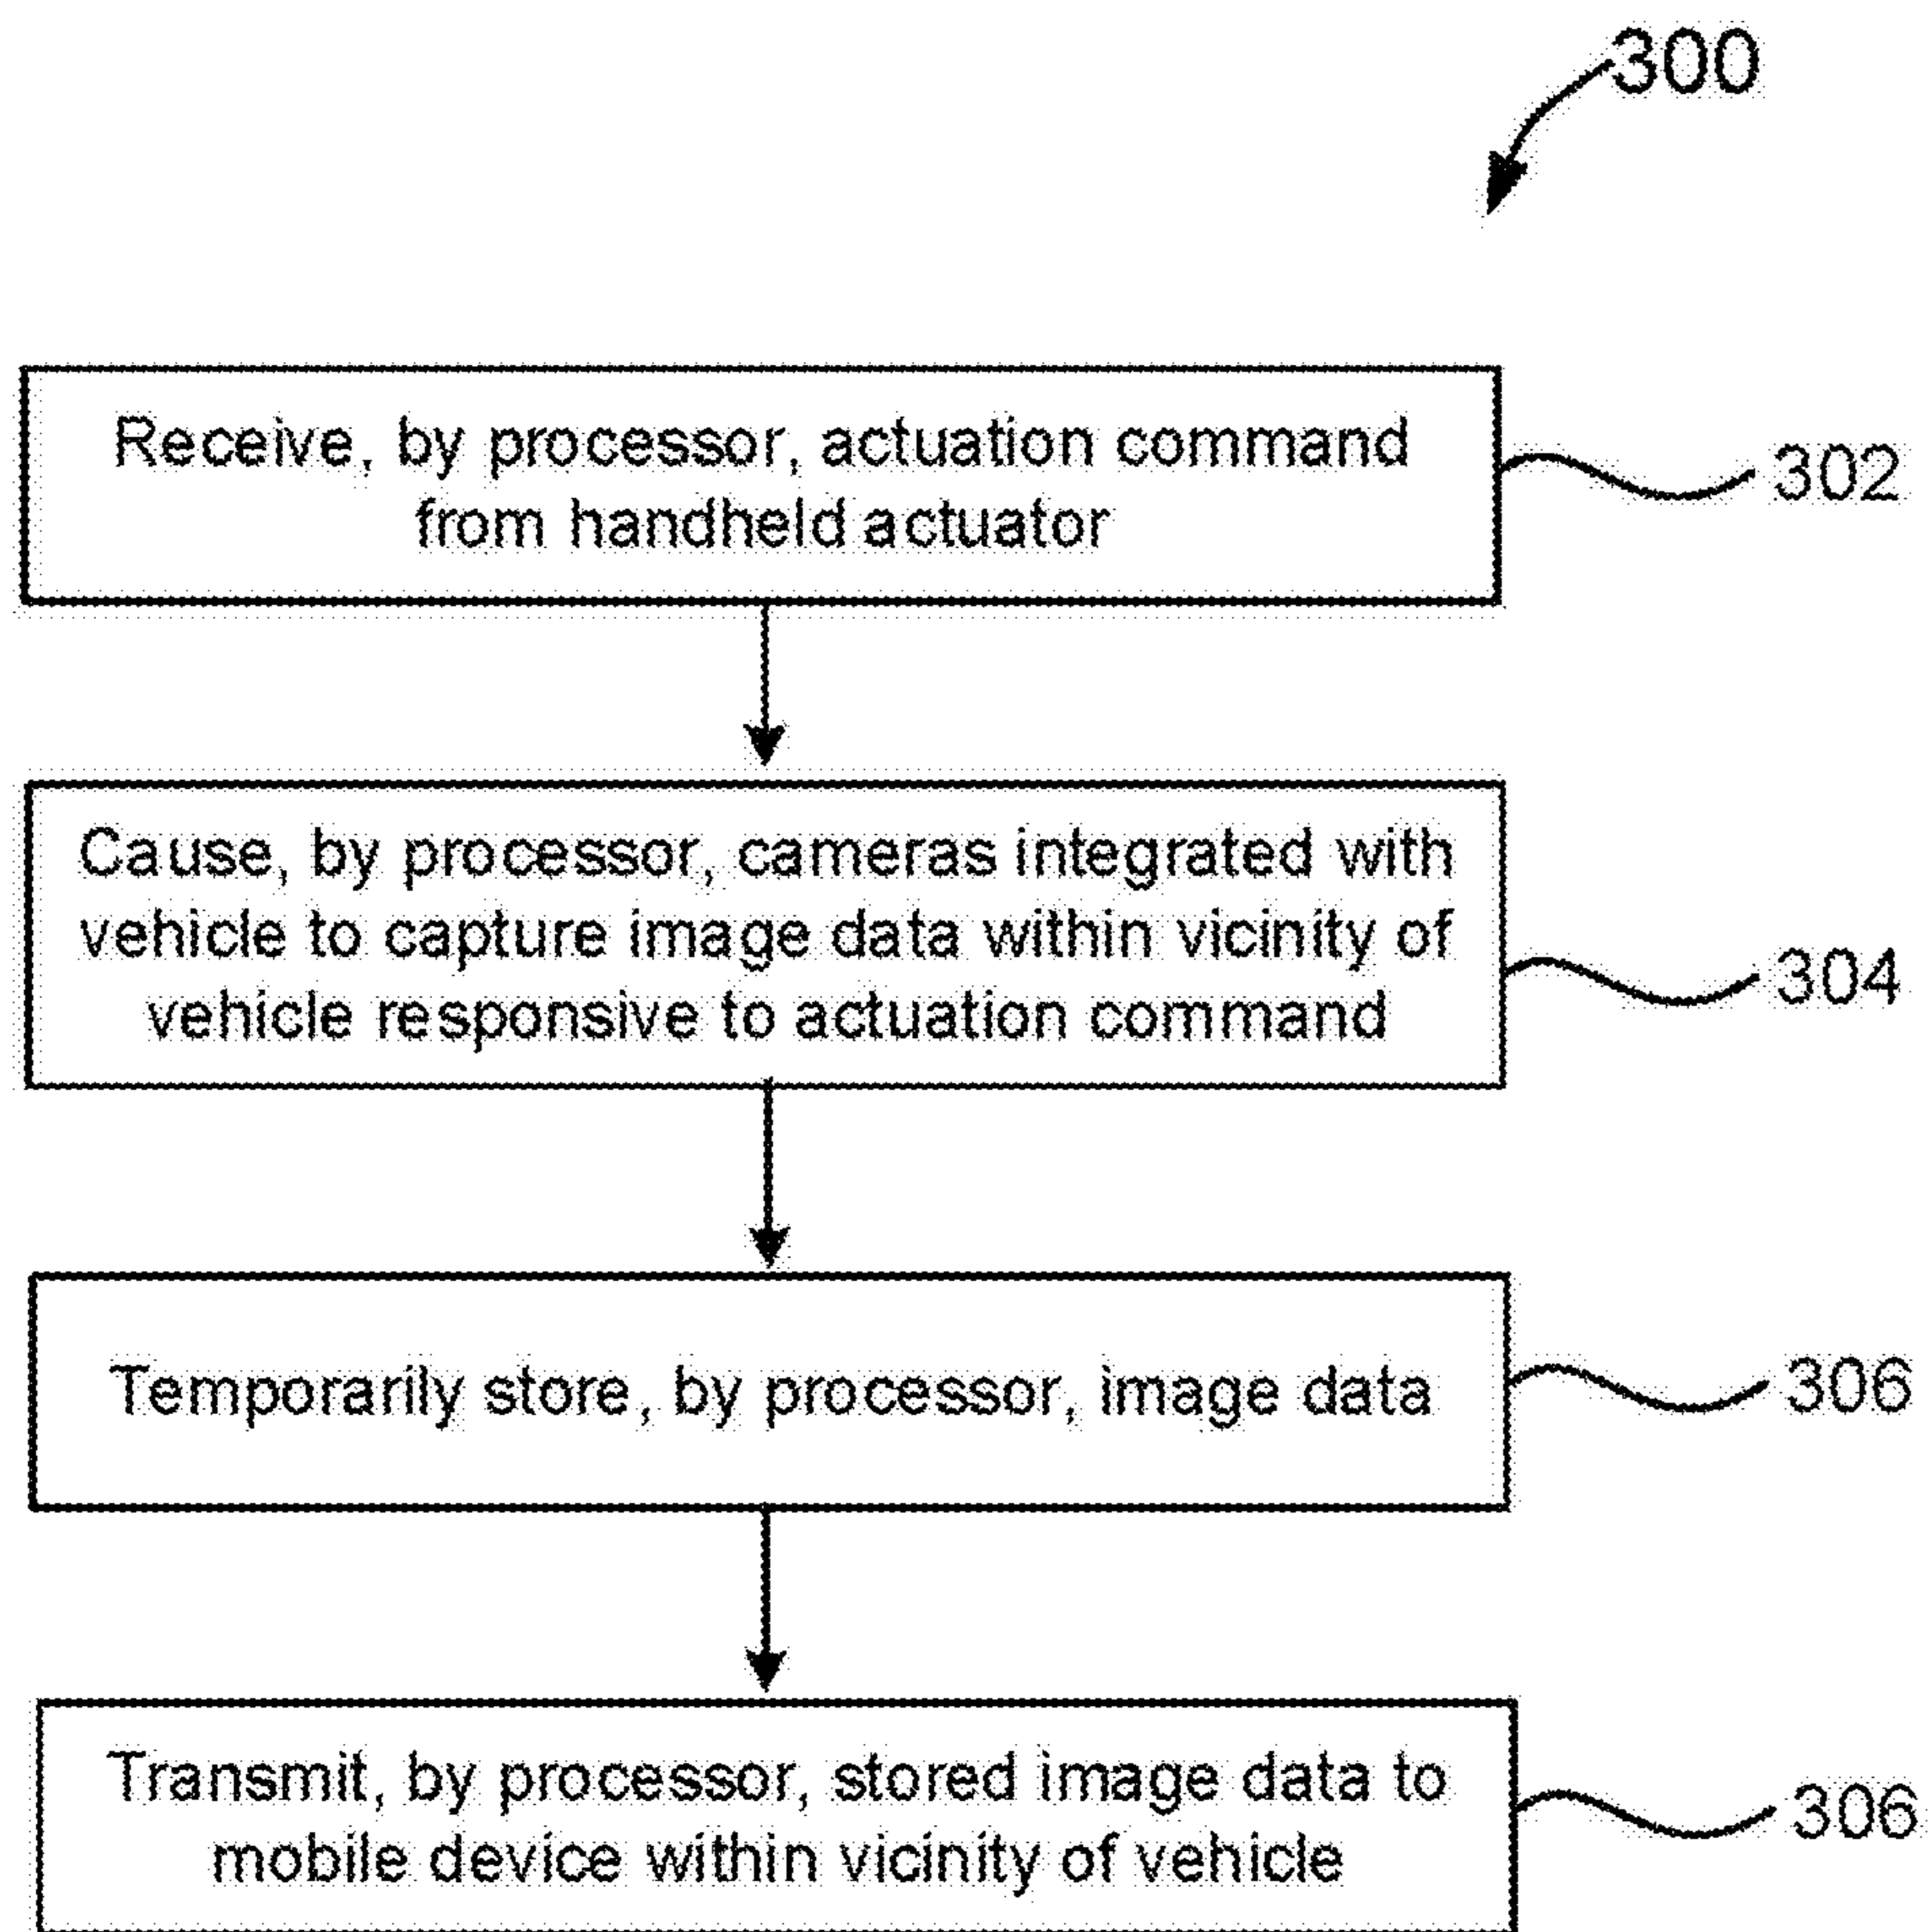 300
Receive, by processor, actuation command
from handheld actuator
302
Cause, by processor, cameras integrated with
vehicle to capture image data within vicinity of
vehicle responsive to actuation command
304
Temporarily store, by processor, image data
306
Transmit, by processor, stored image data to
mobile device within vicinity of vehicle
306